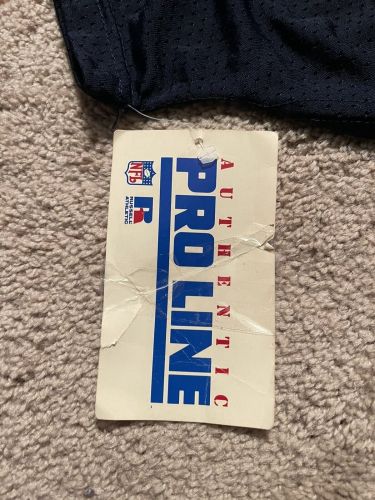 AUTHENTIC
PRO LINE
NFL
RUSSELL
ATHLETIC